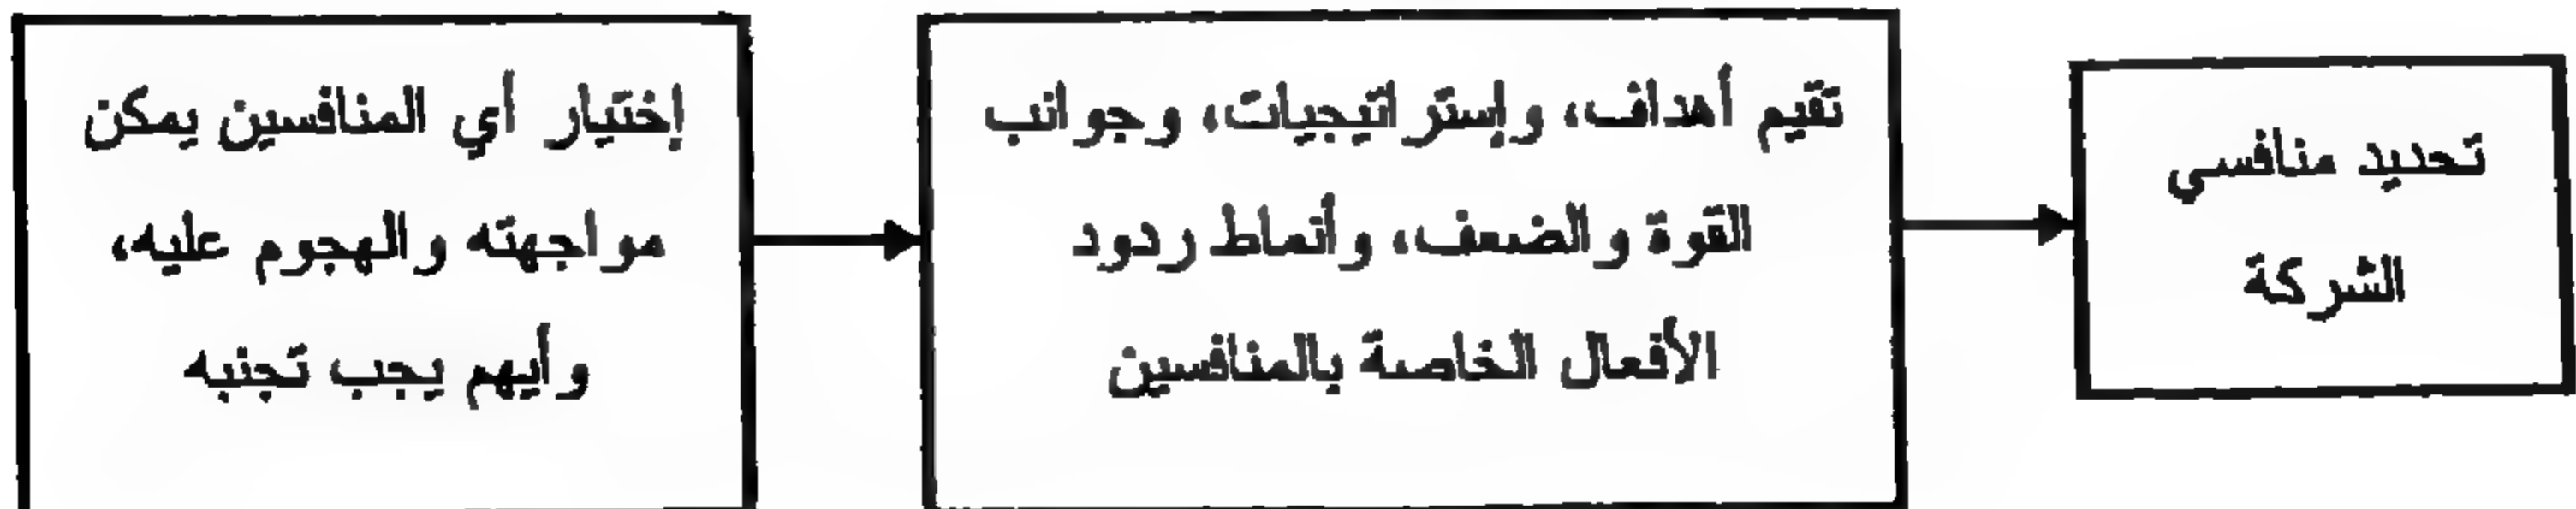 تحديد منافسي
الشركة
تقيم أهداف، وإستراتيجيات، وجوانب
القوة والضعف، وأنماط ردود
الأفعال الخاصة بالمنافسين
إختيار أي المنافسين يمكن
مواجهته والهجوم عليه،
وأيهم يجب تجنبه